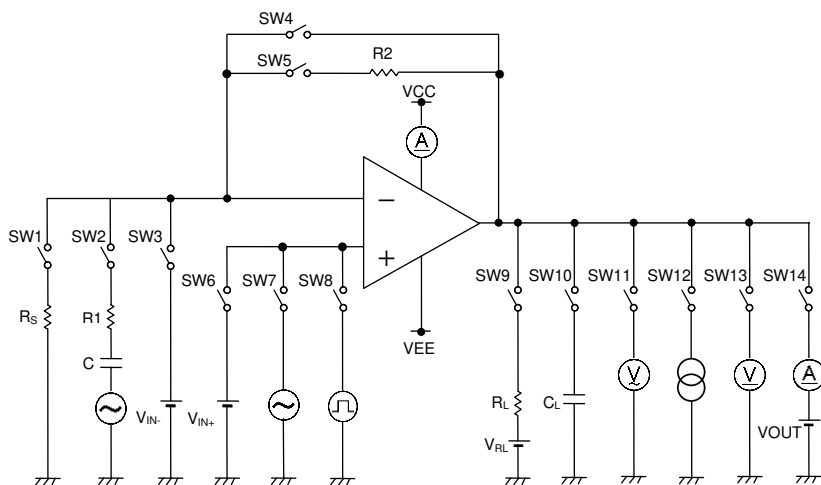 SW4
SW5
R2
VCC
A
−
+
SW1
SW2
SW3
SW6
SW7
SW8
SW9
SW10
SW11
SW12
SW13
SW14
RS
R1
C
VIN-
VIN+
VEE
RL
VRL
CL
V
V
A
VOUT